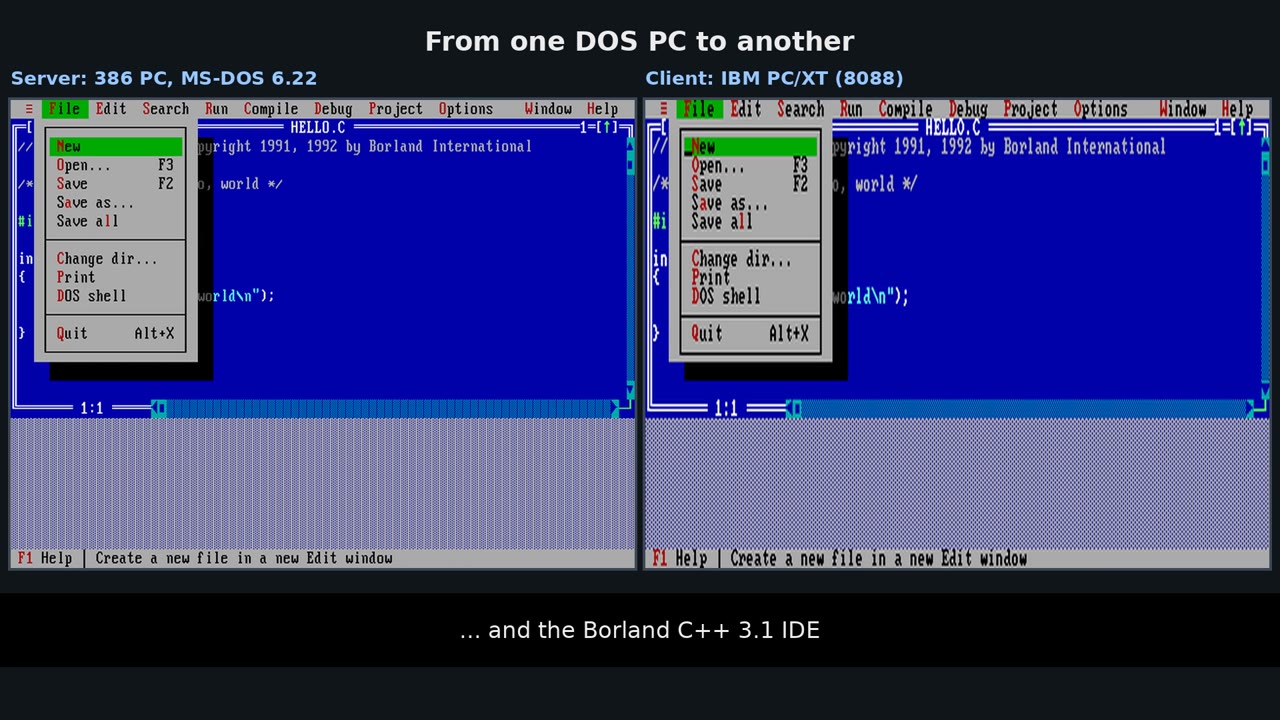 From one DOS PC to another
Server: 386 PC, MS-DOS 6.22
≡ File Edit Search Run Compile Debug Project Options Window Help
[ HELLO.C 1=[↑]
// New pyright 1991, 1992 by Borland International
Open... F3
/* Save F2 o, world */
Save as...
#i Save all
in Change dir...
{ Print
DOS shell world\n");
} Quit Alt+X
1:1
F1 Help | Create a new file in a new Edit window
Client: IBM PC/XT (8088)
≡ File Edit Search Run Compile Debug Project Options Window Help
[ HELLO.C 1=[↑]
// New pyright 1991, 1992 by Borland International
Open... F3
/* Save F2 o, world */
Save as...
#i Save all
in Change dir...
{ Print
DOS shell world\n");
} Quit Alt+X
1:1
F1 Help | Create a new file in a new Edit window
... and the Borland C++ 3.1 IDE